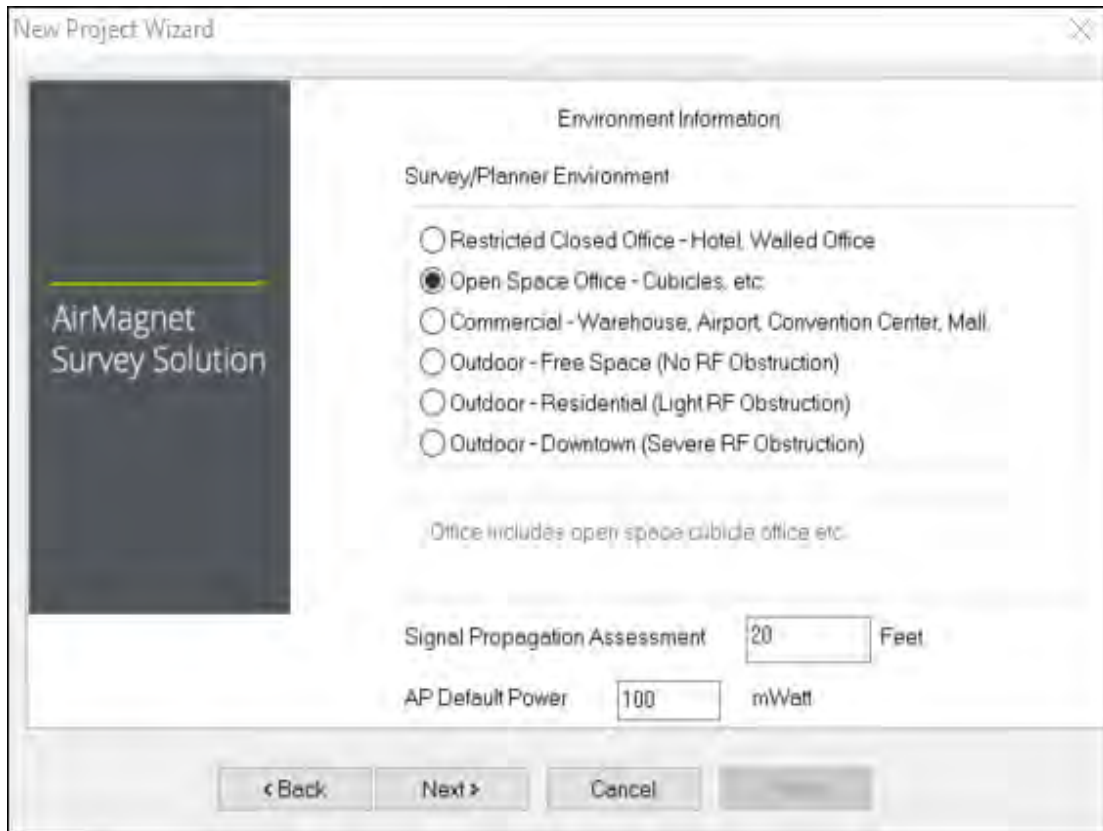 New Project Wizard
Environment Information
Survey/Planner Environment
Restricted Closed Office - Hotel, Walled Office
Open Space Office - Cubicles, etc
Commercial - Warehouse, Airport, Convention Center, Mall.
Outdoor - Free Space (No RF Obstruction)
Outdoor - Residential (Light RF Obstruction)
Outdoor - Downtown (Severe RF Obstruction)
AirMagnet
Survey Solution
Office includes open space cubicle office etc.
Signal Propagation Assessment 20 Feet
AP Default Power 100 mWatt
< Back Next > Cancel